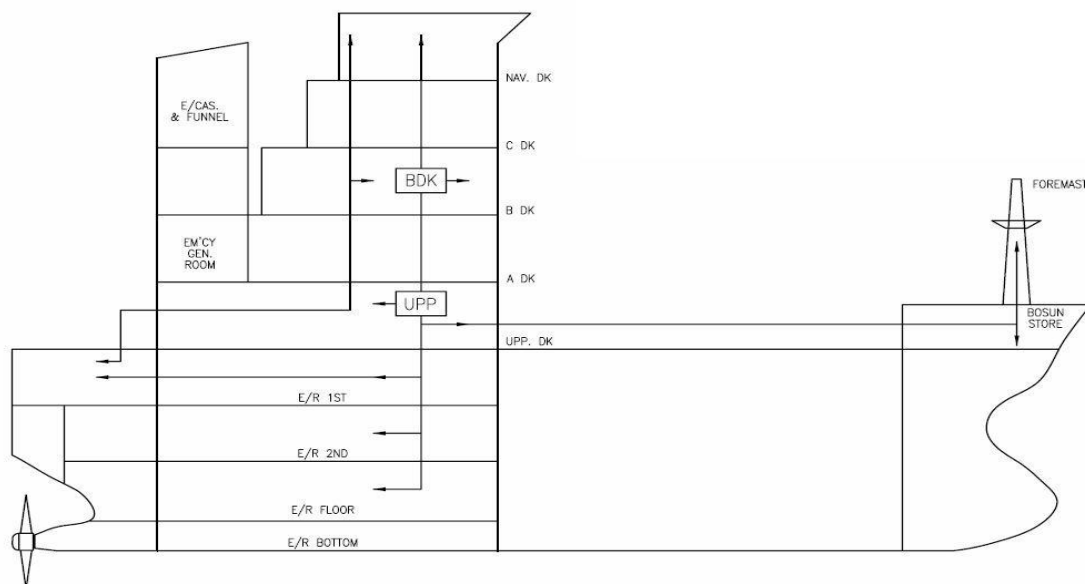 NAV. DK
E/CAS.
& FUNNEL
C DK
BDK
FOREMAST
B DK
EM'CY
GEN.
ROOM
A DK
UPP
BOSUN
STORE
UPP. DK
E/R 1ST
E/R 2ND
E/R FLOOR
E/R BOTTOM